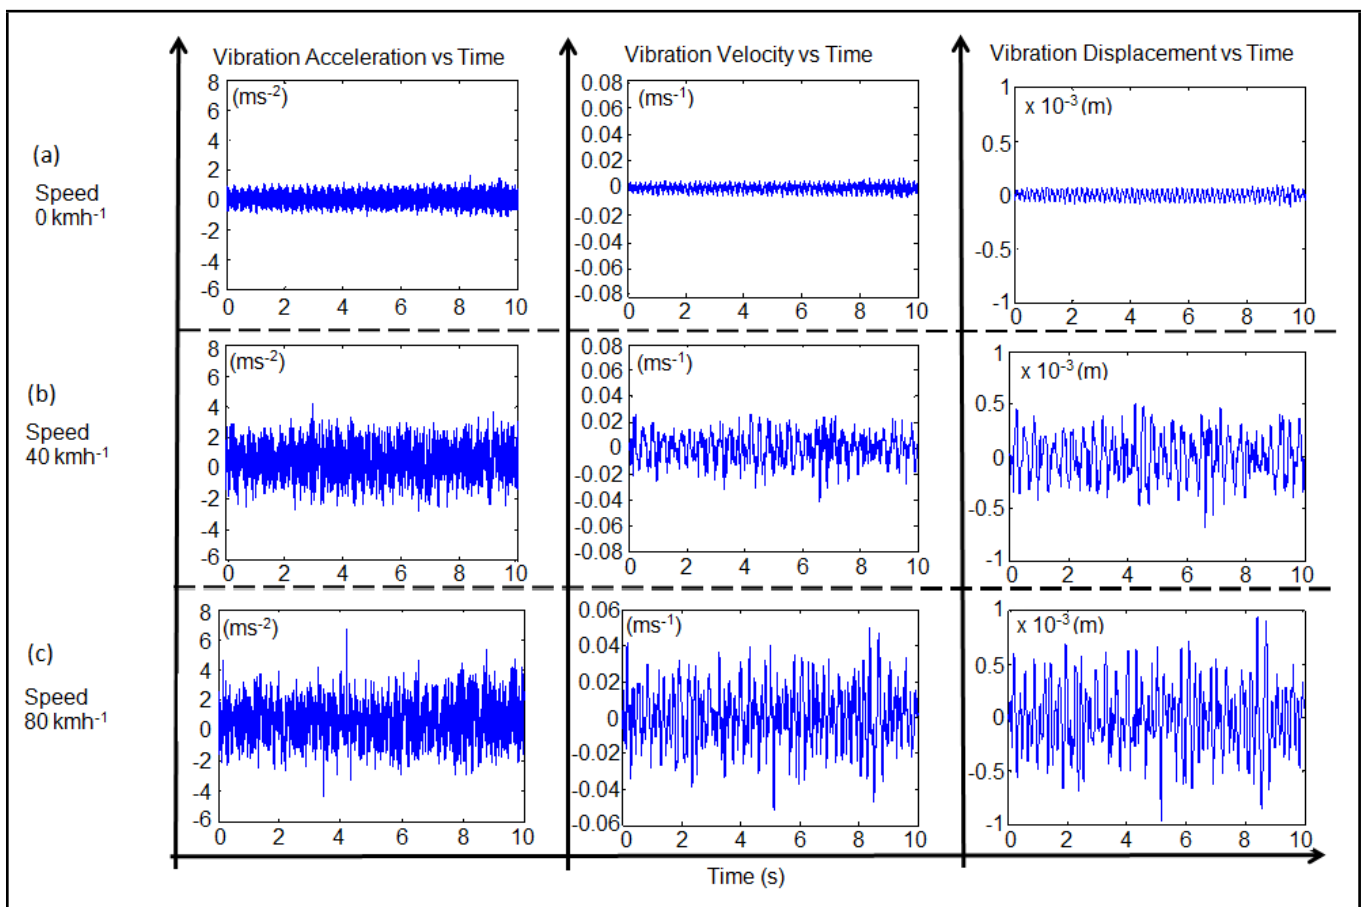 Vibration Acceleration vs Time Vibration Velocity vs Time Vibration Displacement vs Time
(a)
Speed
0 kmh-1
(ms-2)
8
6
4
2
0
-2
-4
-6
0 2 4 6 8 10
(ms-1)
0.08
0.06
0.04
0.02
0
-0.02
-0.04
-0.06
-0.08
0 2 4 6 8 10
x 10-3 (m)
1
0.5
0
-0.5
-1
0 2 4 6 8 10
(b)
Speed
40 kmh-1
(ms-2)
8
6
4
2
0
-2
-4
-6
0 2 4 6 8 10
(ms-1)
0.08
0.06
0.04
0.02
0
-0.02
-0.04
-0.06
-0.08
0 2 4 6 8 10
x 10-3 (m)
1
0.5
0
-0.5
-1
0 2 4 6 8 10
(c)
Speed
80 kmh-1
(ms-2)
8
6
4
2
0
-2
-4
-6
0 2 4 6 8 10
(ms-1)
0.06
0.04
0.02
0
-0.02
-0.04
-0.06
0 2 4 6 8 10
x 10-3 (m)
1
0.5
0
-0.5
-1
0 2 4 6 8 10
Time (s)